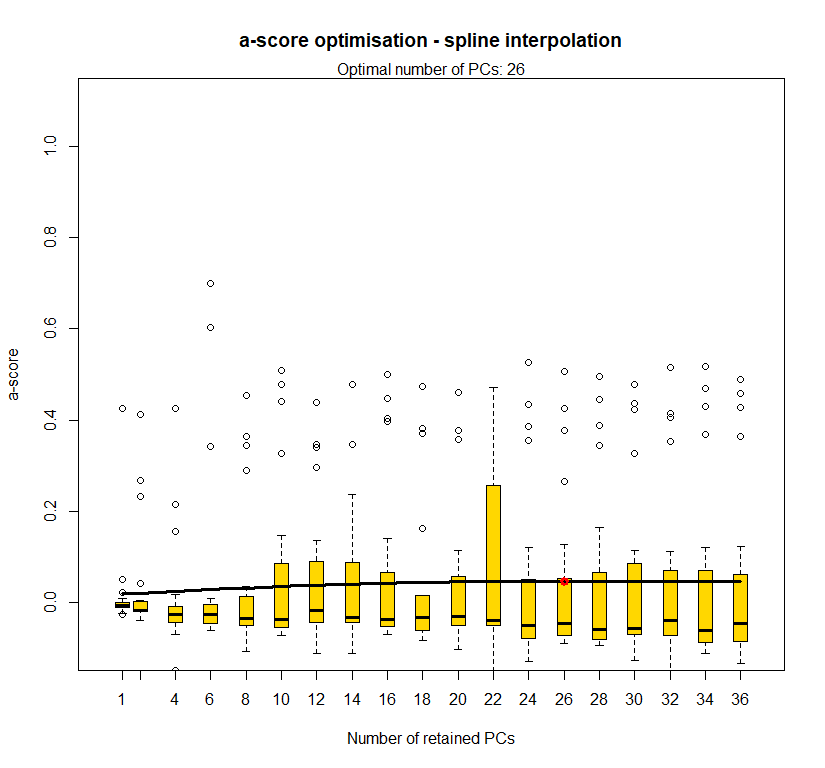 a-score optimisation - spline interpolation
Optimal number of PCs: 26
a-score
1.0
0.8
0.6
0.4
0.2
0.0
1 4 6 8 10 12 14 16 18 20 22 24 26 28 30 32 34 36
Number of retained PCs